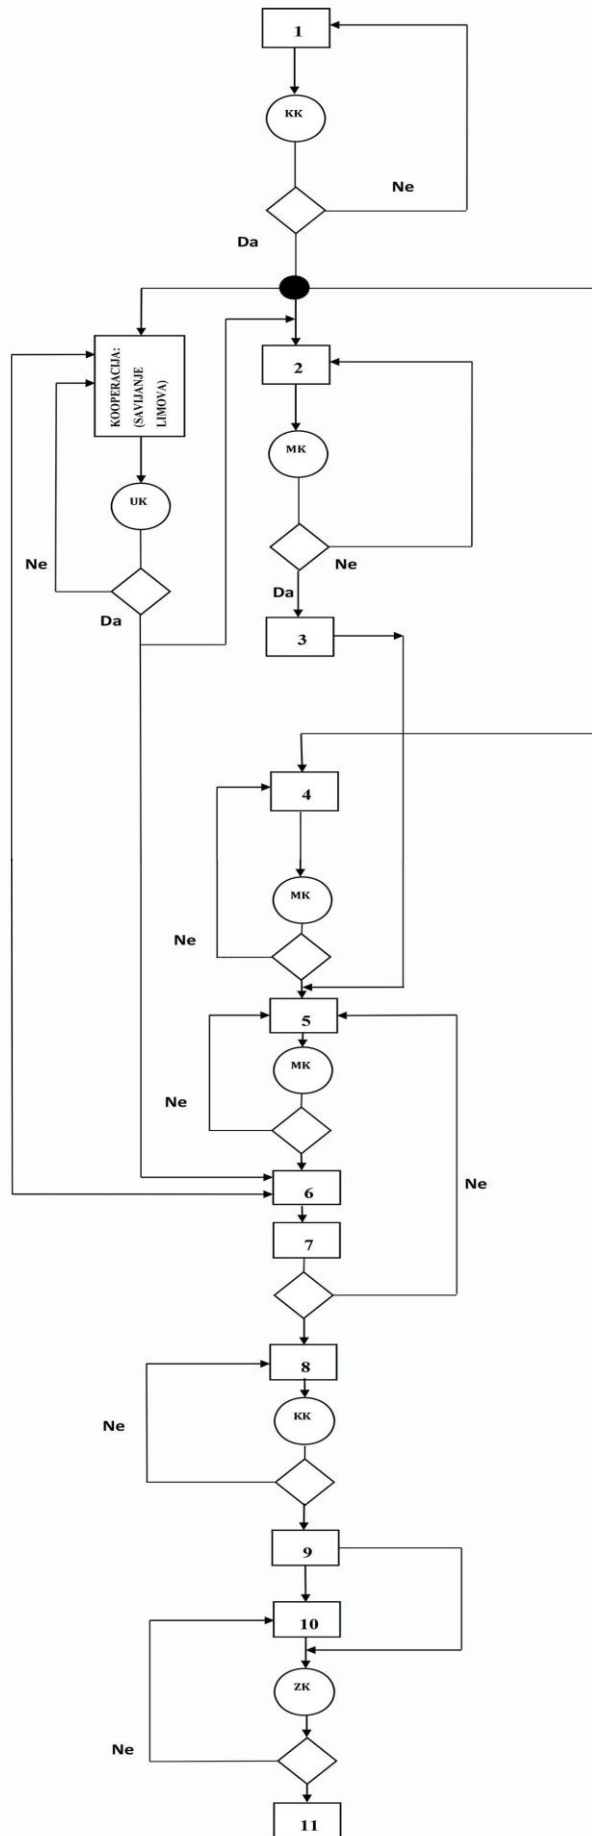 1
KK
Ne
Da
KOOPERACIJA:
(SAVIJANJE
LIMOVA)
2
UK
MK
Ne
Ne
Da
Da
3
4
MK
Ne
5
MK
Ne
6
Ne
7
8
KK
Ne
9
10
ZK
Ne
11